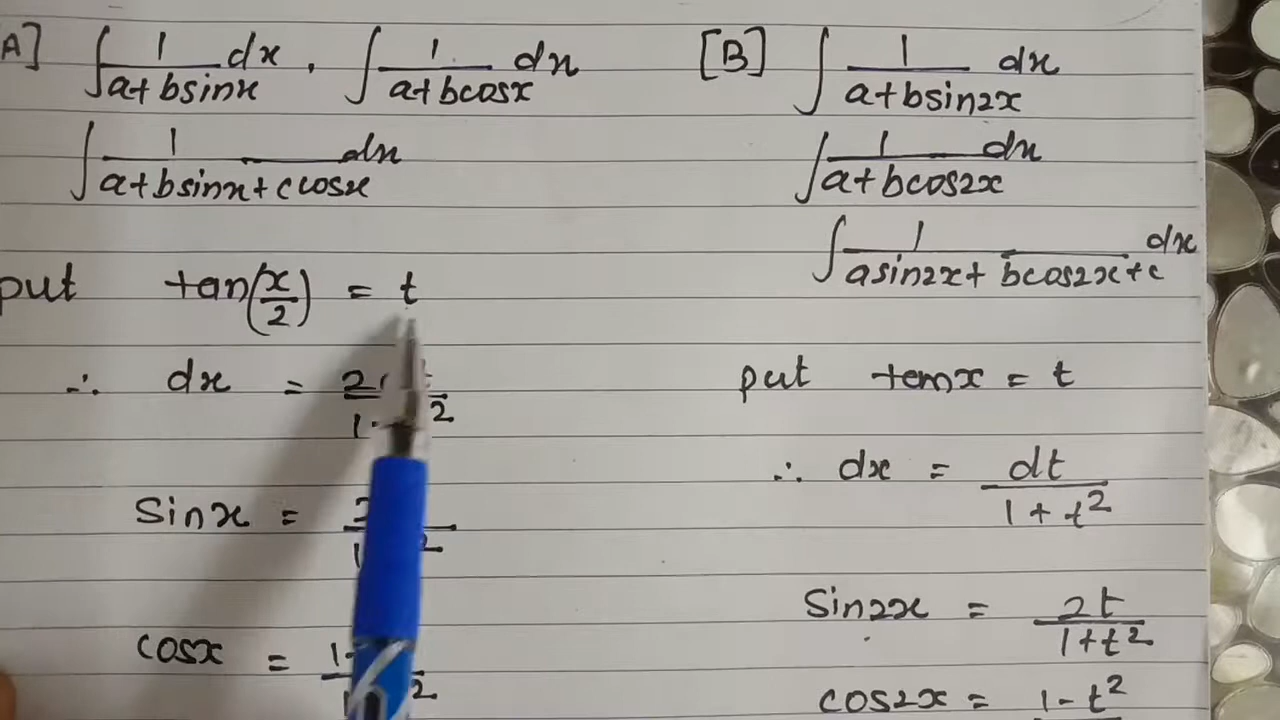 A] ∫ 1/(a+bsinx) dx , ∫ 1/(a+bcosx) dx
∫ 1/(a+bsinx+ccosx) dx
put tan(x/2) = t
∴ dx =
Sinx =
cosx =
[B] ∫ 1/(a+bsin2x) dx
∫ 1/(a+bcos2x) dx
∫ 1/(asin2x+bcos2x+c) dx
put tanx = t
∴ dx = dt/(1+t²)
Sin2x = 2t/(1+t²)
cos2x = 1-t²